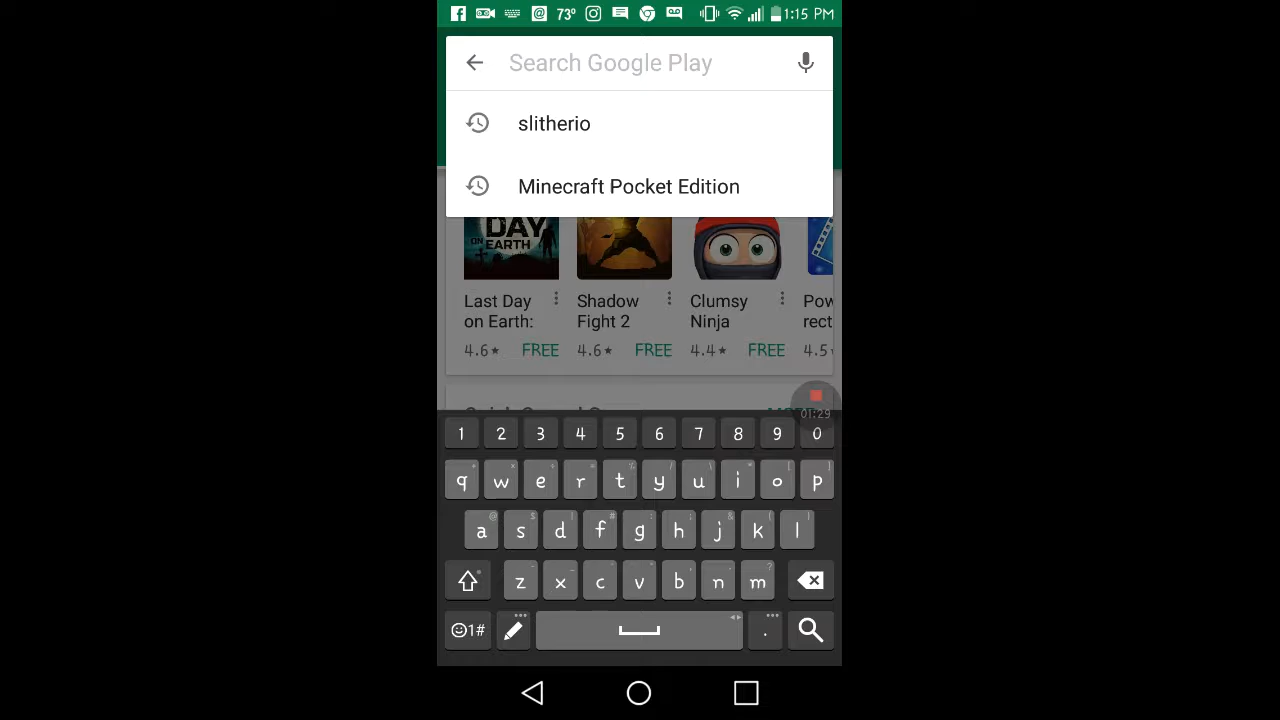 73° 1:15 PM
Search Google Play
slitherio
Minecraft Pocket Edition
DAY
ON EARTH
Last Day
on Earth:
4.6★ FREE
Shadow
Fight 2
4.6★ FREE
Clumsy
Ninja
4.4★ FREE
Pow
rect
4.5
01:29
1 2 3 4 5 6 7 8 9 0
q w e r t y u i o p
a s d f g h j k l
z x c v b n m
1# .